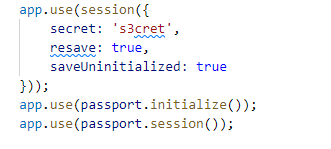 app.use(session({
    secret: 's3cret',
    resave: true,
    saveUninitialized: true
}));
app.use(passport.initialize());
app.use(passport.session());